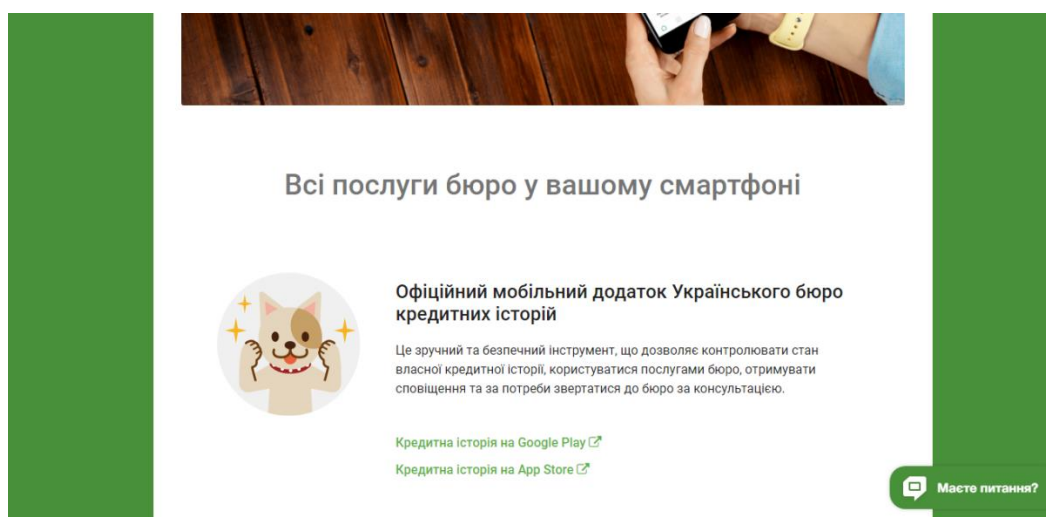 Всі послуги бюро у вашому смартфоні
Офіційний мобільний додаток Українського бюро
кредитних історій
Це зручний та безпечний інструмент, що дозволяє контролювати стан
власної кредитної історії, користуватися послугами бюро, отримувати
сповіщення та за потреби звертатися до бюро за консультацією.
Кредитна історія на Google Play
Кредитна історія на App Store
Маєте питання?